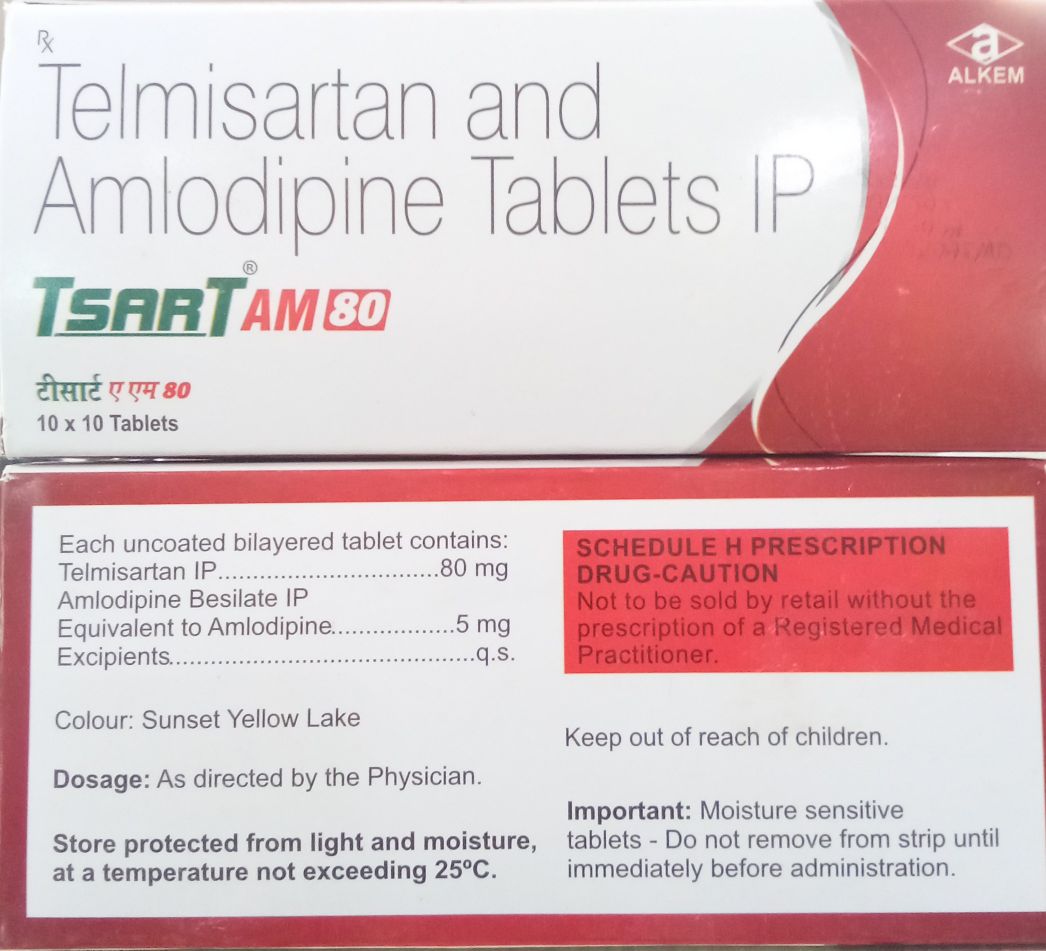 Rx
Telmisartan and
Amlodipine Tablets IP
TSART® AM 80
टीसार्ट ए एम 80
10 x 10 Tablets
a
ALKEM
Each uncoated bilayered tablet contains:
Telmisartan IP................................80 mg
Amlodipine Besilate IP
Equivalent to Amlodipine..................5 mg
Excipients............................................q.s.
Colour: Sunset Yellow Lake
Dosage: As directed by the Physician.
Store protected from light and moisture,
at a temperature not exceeding 25ºC.
SCHEDULE H PRESCRIPTION
DRUG-CAUTION
Not to be sold by retail without the
prescription of a Registered Medical
Practitioner.
Keep out of reach of children.
Important: Moisture sensitive
tablets - Do not remove from strip until
immediately before administration.